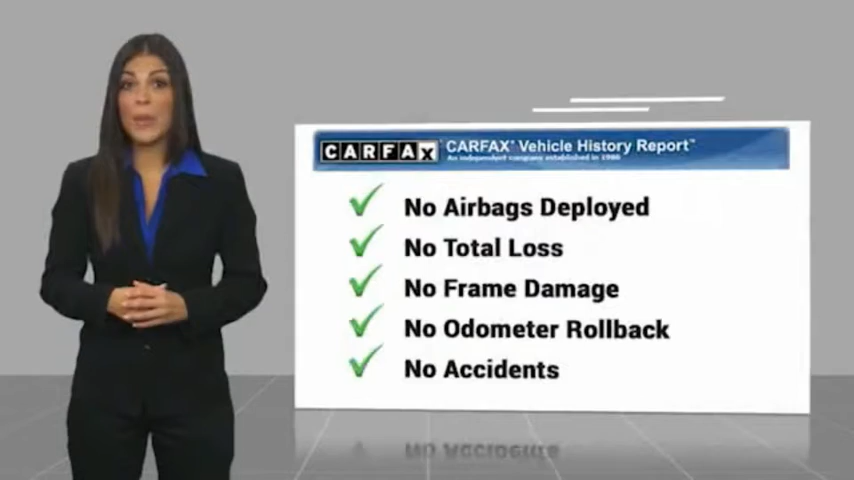 CARFAX CARFAX® Vehicle History Report™
An independent company established in 1986
No Airbags Deployed
No Total Loss
No Frame Damage
No Odometer Rollback
No Accidents